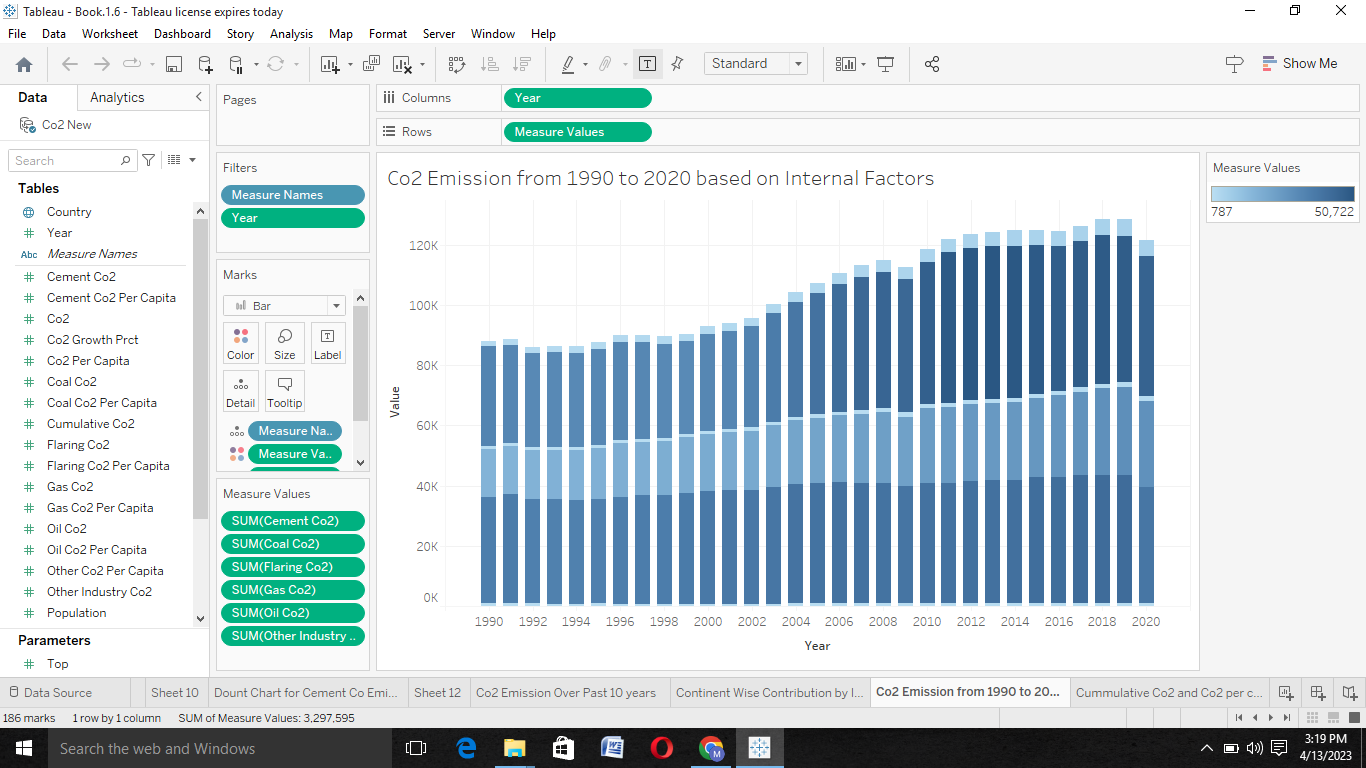 Tableau - Book.1.6 - Tableau license expires today
File Data Worksheet Dashboard Story Analysis Map Format Server Window Help
Standard
Show Me
Data Analytics
Co2 New
Search
Tables
Country
Year
Abc Measure Names
Cement Co2
Cement Co2 Per Capita
Co2
Co2 Growth Prct
Co2 Per Capita
Coal Co2
Coal Co2 Per Capita
Cumulative Co2
Flaring Co2
Flaring Co2 Per Capita
Gas Co2
Gas Co2 Per Capita
Oil Co2
Oil Co2 Per Capita
Other Co2 Per Capita
Other Industry Co2
Population
Parameters
Top
Pages
Filters
Measure Names
Year
Marks
Bar
Color Size Label
Detail Tooltip
Measure Na..
Measure Va..
Measure Values
SUM(Cement Co2)
SUM(Coal Co2)
SUM(Flaring Co2)
SUM(Gas Co2)
SUM(Oil Co2)
SUM(Other Industry ..
Columns Year
Rows Measure Values
Co2 Emission from 1990 to 2020 based on Internal Factors
120K
100K
80K
60K
40K
20K
0K
Value
1990 1992 1994 1996 1998 2000 2002 2004 2006 2008 2010 2012 2014 2016 2018 2020
Year
Measure Values
787 50,722
Data Source Sheet 10 Dount Chart for Cement Co Emi... Sheet 12 Co2 Emission Over Past 10 years Continent Wise Contribution by I... Co2 Emission from 1990 to 20... Cummulative Co2 and Co2 per c...
186 marks 1 row by 1 column SUM of Measure Values: 3,297,595
Search the web and Windows
3:19 PM
4/13/2023